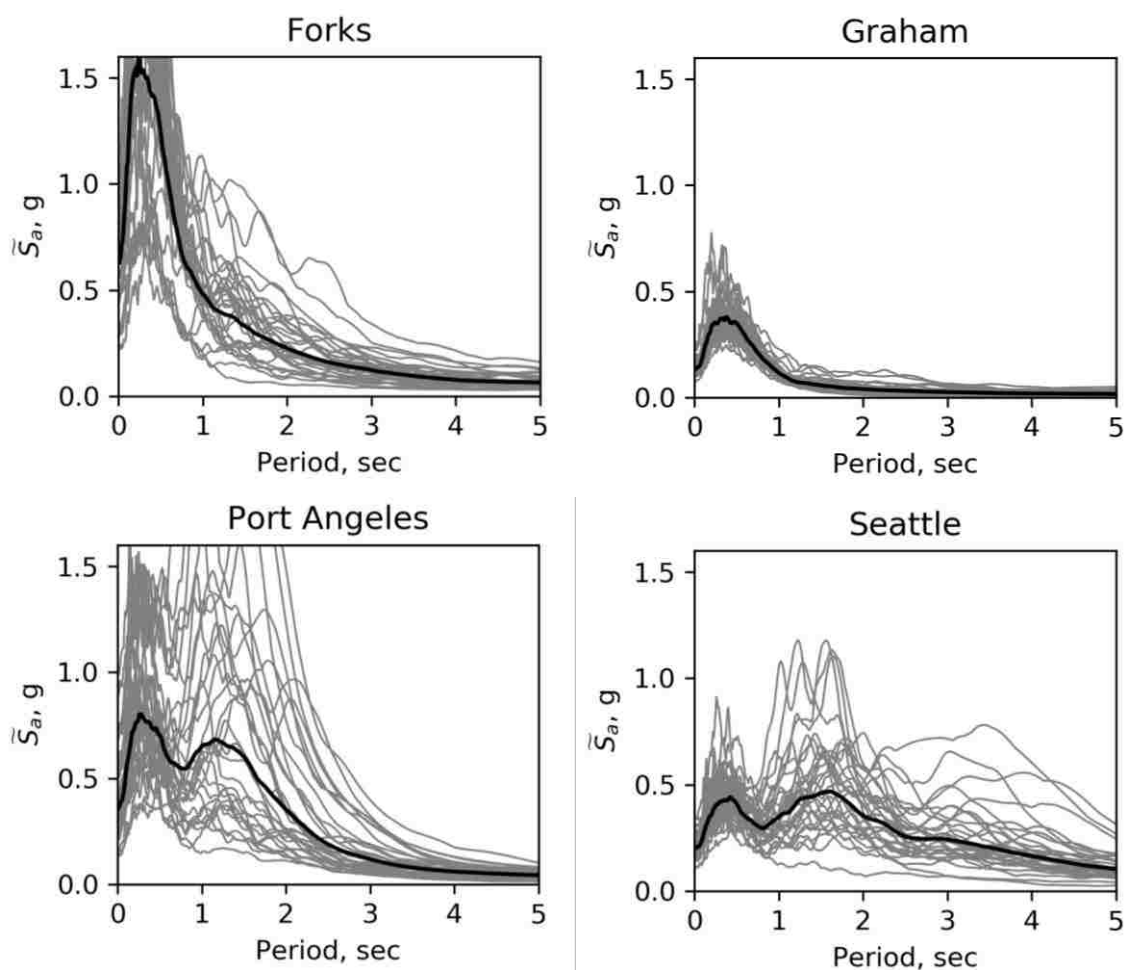 Forks
1.5
1.0
0.5
0.0
S̃ₐ, g
0 1 2 3 4 5
Period, sec
Graham
1.5
1.0
0.5
0.0
S̃ₐ, g
0 1 2 3 4 5
Period, sec
Port Angeles
1.5
1.0
0.5
0.0
S̃ₐ, g
0 1 2 3 4 5
Period, sec
Seattle
1.5
1.0
0.5
0.0
S̃ₐ, g
0 1 2 3 4 5
Period, sec